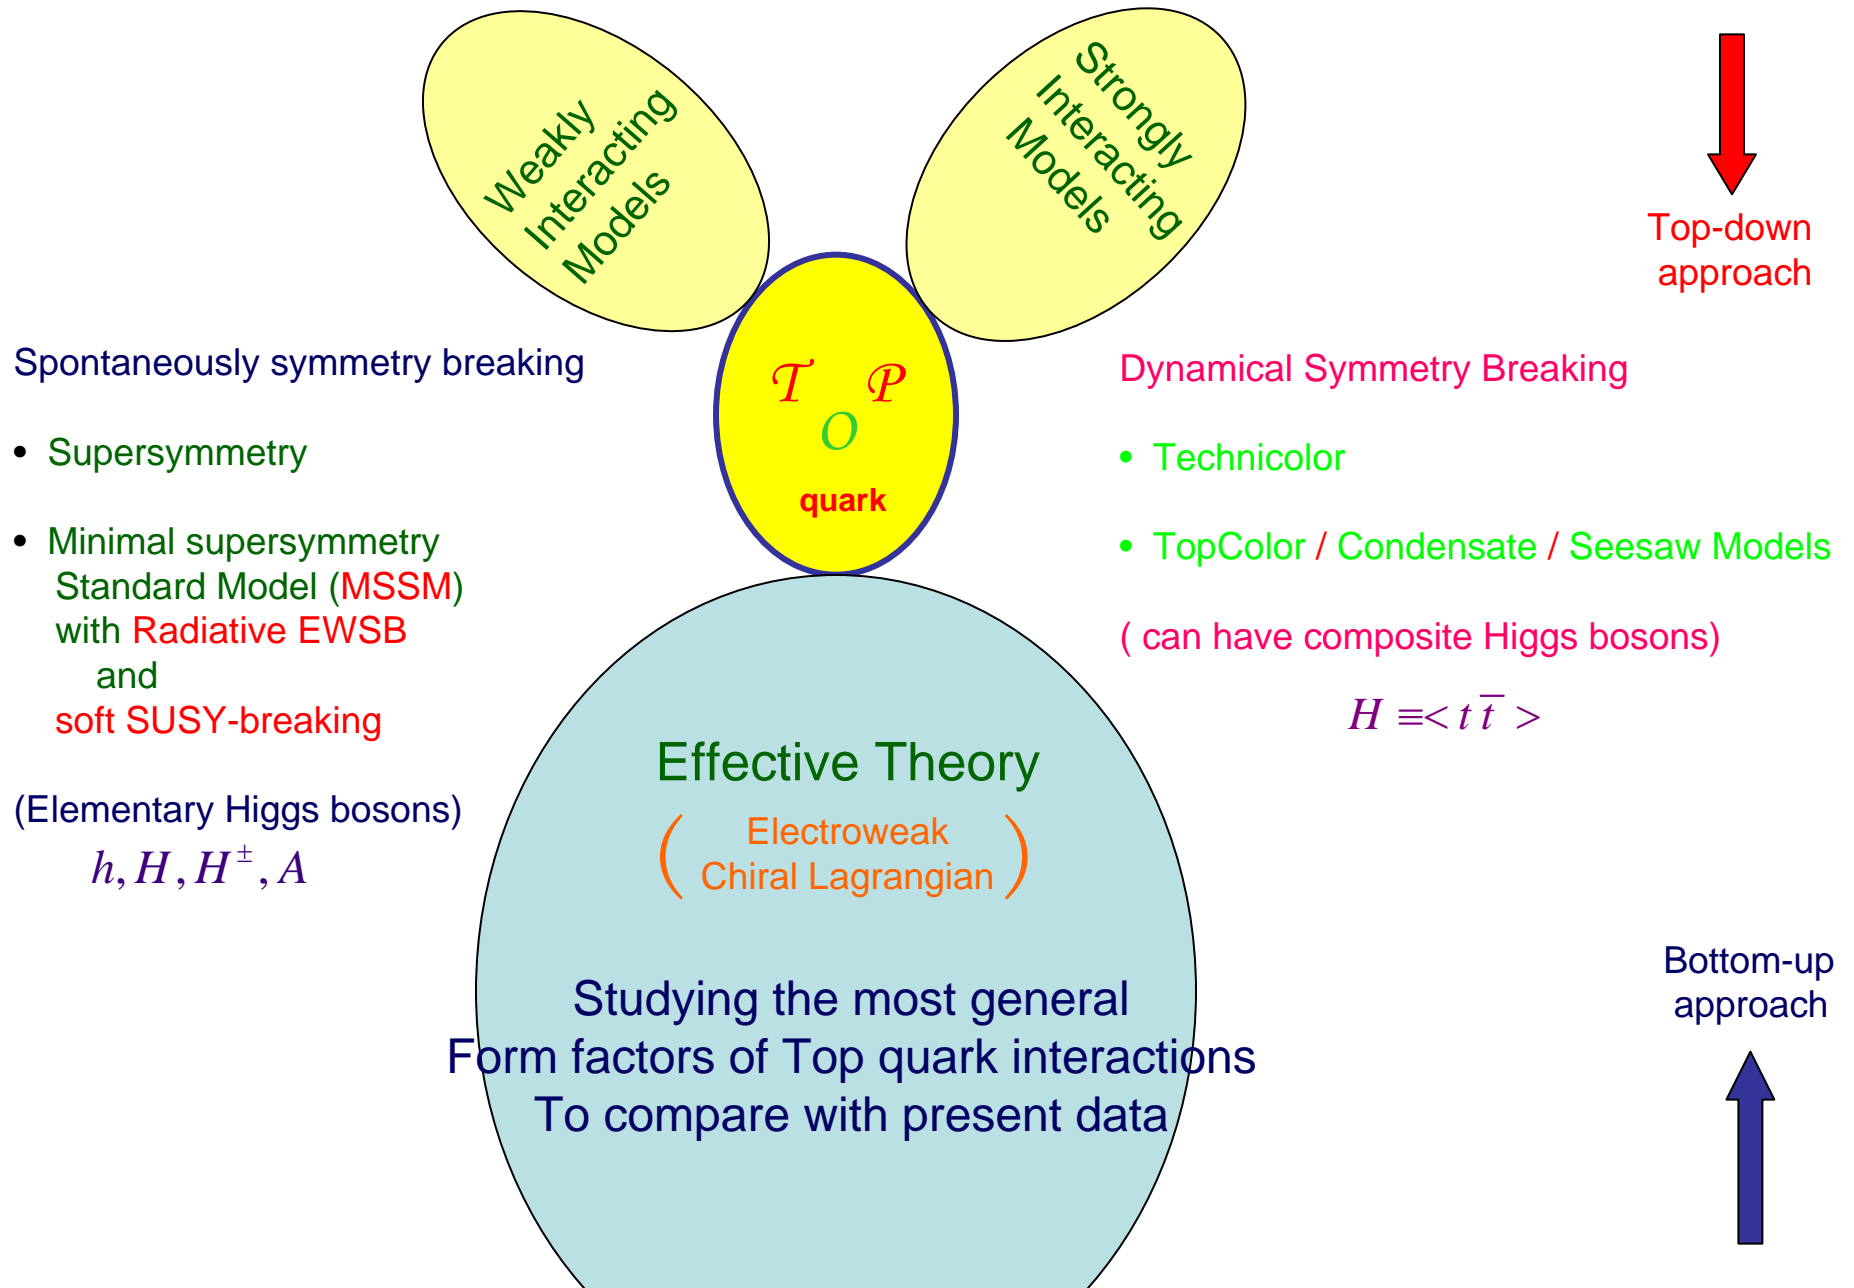 Weakly
Interacting
Models
Strongly
Interacting
Models
Top-down
approach
T O P
quark
Spontaneously symmetry breaking
• Supersymmetry
• Minimal supersymmetry
Standard Model (MSSM)
with Radiative EWSB
and
soft SUSY-breaking
(Elementary Higgs bosons)
h, H, H±, A
Dynamical Symmetry Breaking
• Technicolor
• TopColor / Condensate / Seesaw Models
( can have composite Higgs bosons)
H ≡< t t̅ >
Effective Theory
( Electroweak
Chiral Lagrangian )
Studying the most general
Form factors of Top quark interactions
To compare with present data
Bottom-up
approach